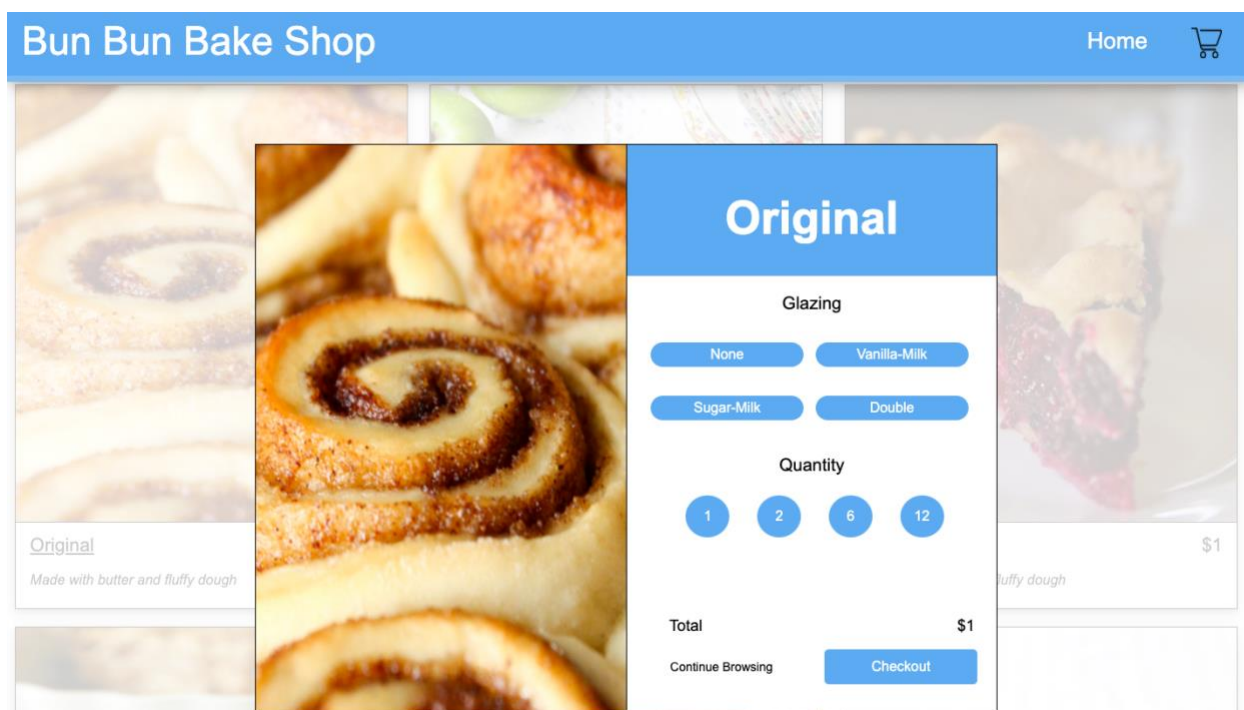 Bun Bun Bake Shop Home
Original
Glazing
None Vanilla-Milk
Sugar-Milk Double
Quantity
1 2 6 12
Total $1
Continue Browsing Checkout
Original
Made with butter and fluffy dough
$1
fluffy dough